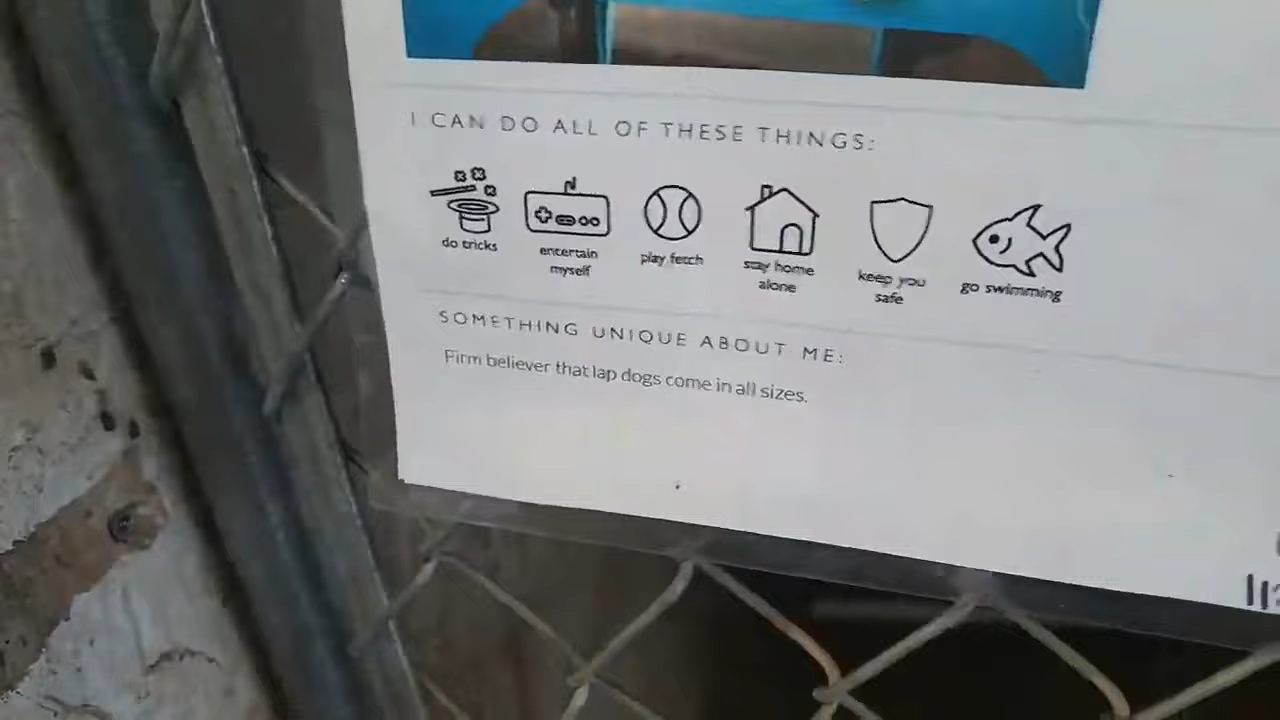 I CAN DO ALL OF THESE THINGS:
do tricks
entertain
myself
play fetch
stay home
alone
keep you
safe
go swimming
SOMETHING UNIQUE ABOUT ME:
Firm believer that lap dogs come in all sizes.